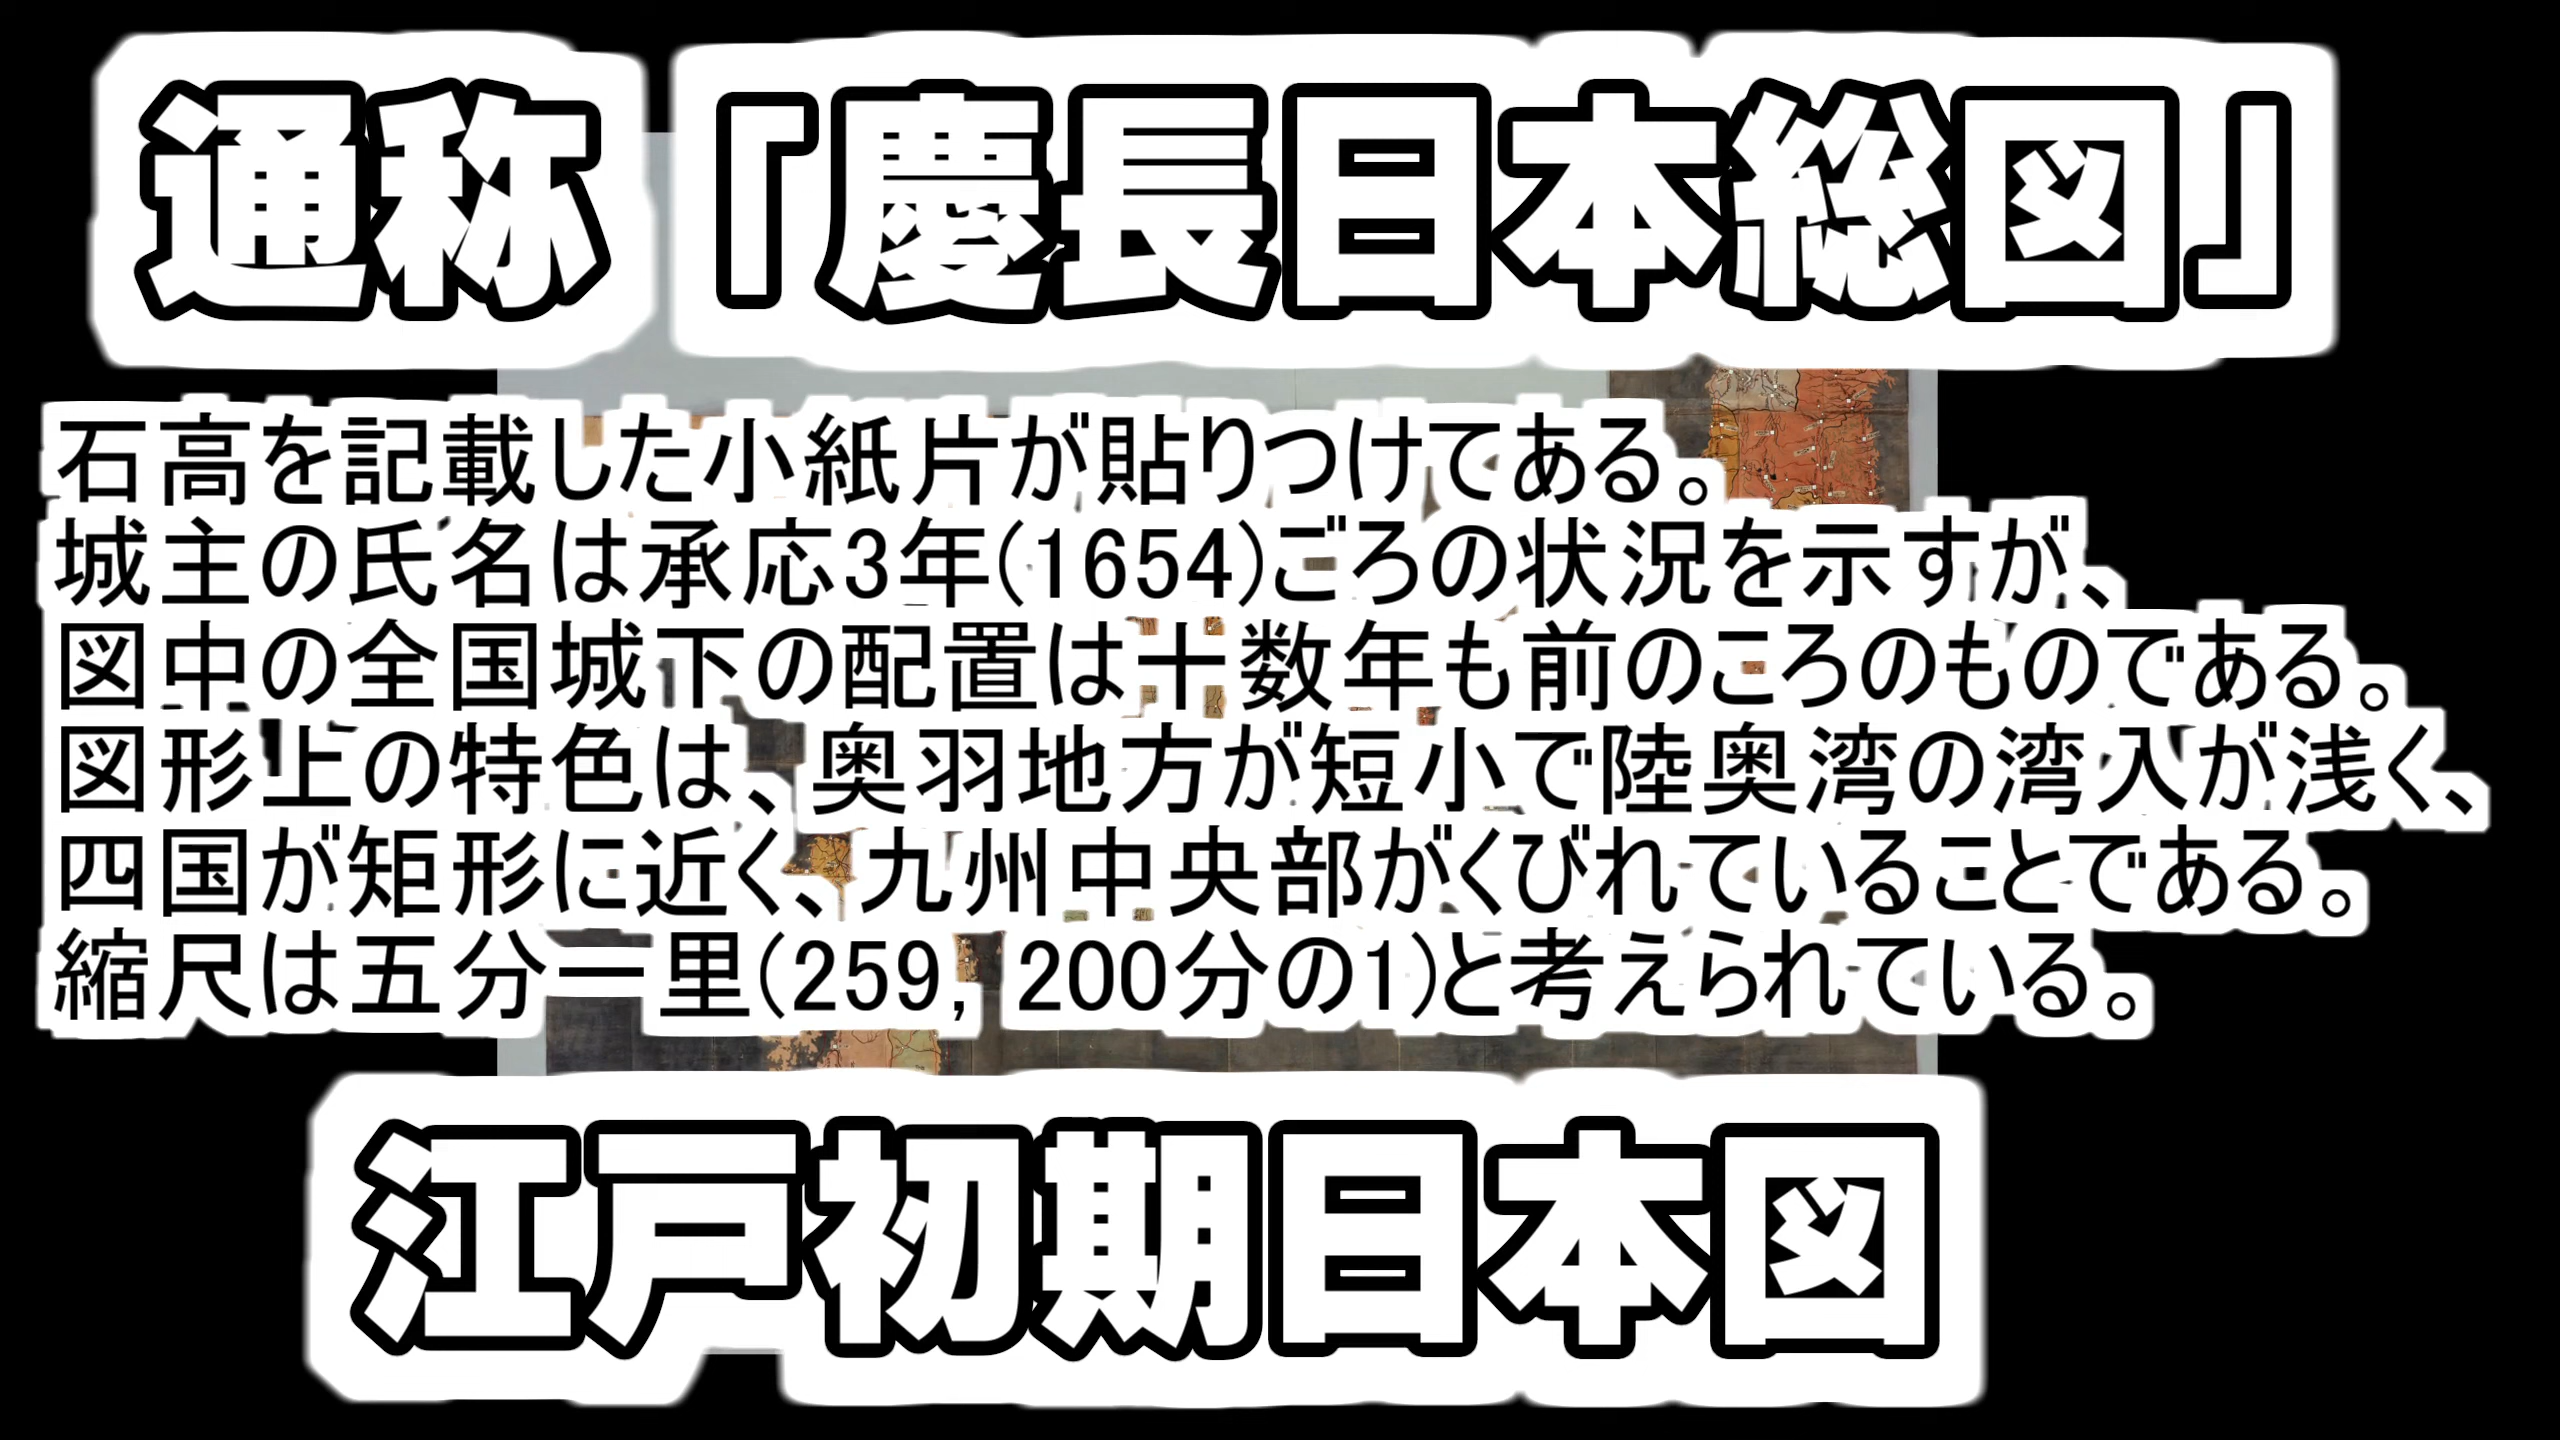 通称「慶長日本総図」
石高を記載した小紙片が貼りつけてある。
城主の氏名は承応3年(1654)ごろの状況を示すが、
図中の全国城下の配置は十数年も前のころのものである。
図形上の特色は、奥羽地方が短小で陸奥湾の湾入が浅く、
四国が矩形に近く、九州中央部がくびれていることである。
縮尺は五分一里(259, 200分の1)と考えられている。
江戸初期日本図